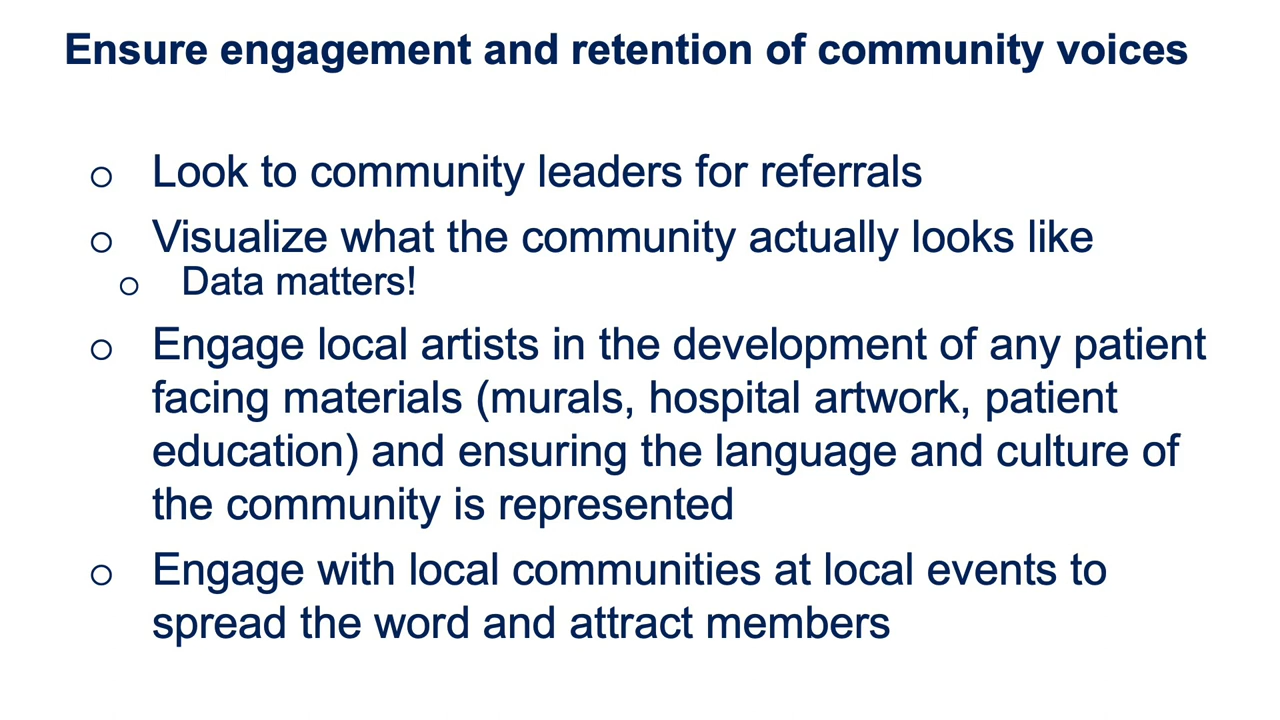 Ensure engagement and retention of community voices
o Look to community leaders for referrals
o Visualize what the community actually looks like
o Data matters!
o Engage local artists in the development of any patient
facing materials (murals, hospital artwork, patient
education) and ensuring the language and culture of
the community is represented
o Engage with local communities at local events to
spread the word and attract members